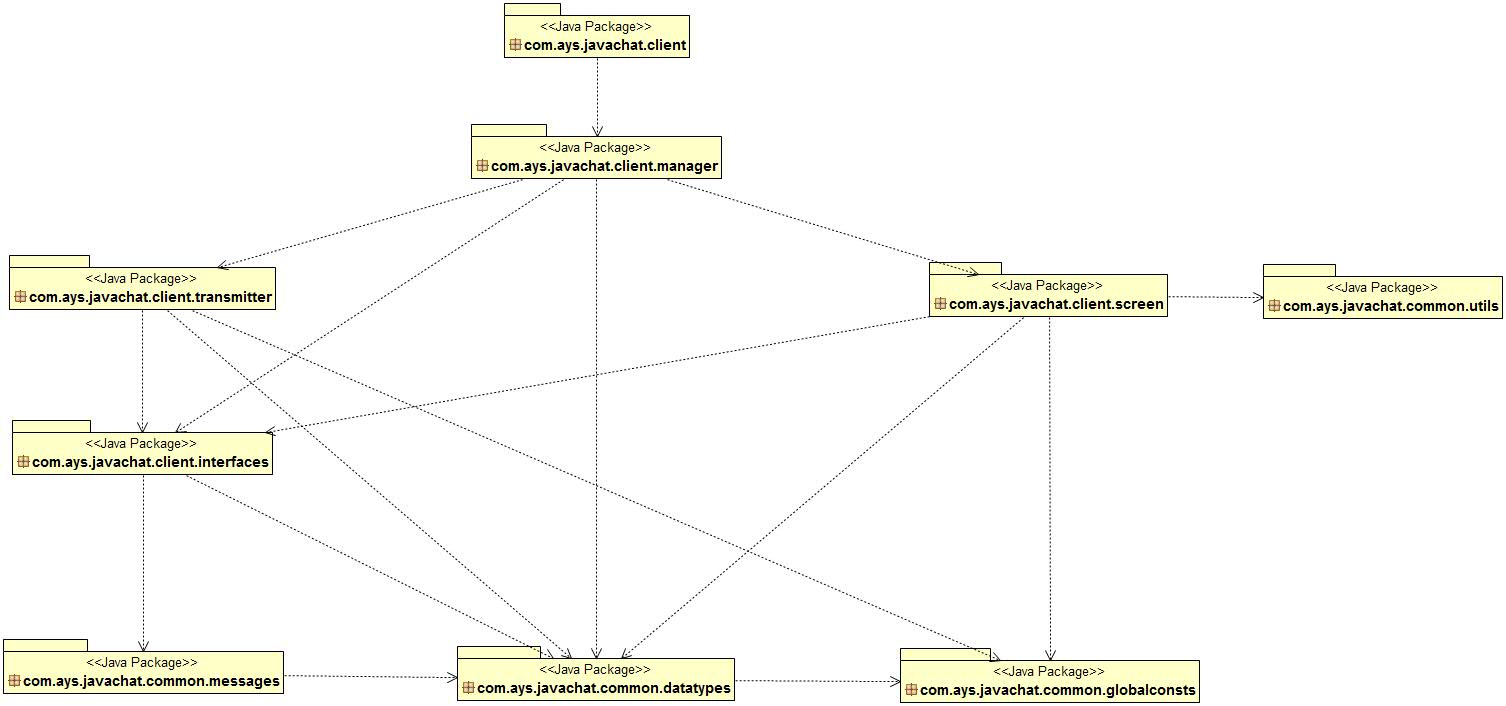 <<Java Package>>
com.ays.javachat.client
<<Java Package>>
com.ays.javachat.client.manager
<<Java Package>>
com.ays.javachat.client.transmitter
<<Java Package>>
com.ays.javachat.client.screen
<<Java Package>>
com.ays.javachat.common.utils
<<Java Package>>
com.ays.javachat.client.interfaces
<<Java Package>>
com.ays.javachat.common.messages
<<Java Package>>
com.ays.javachat.common.datatypes
<<Java Package>>
com.ays.javachat.common.globalconsts